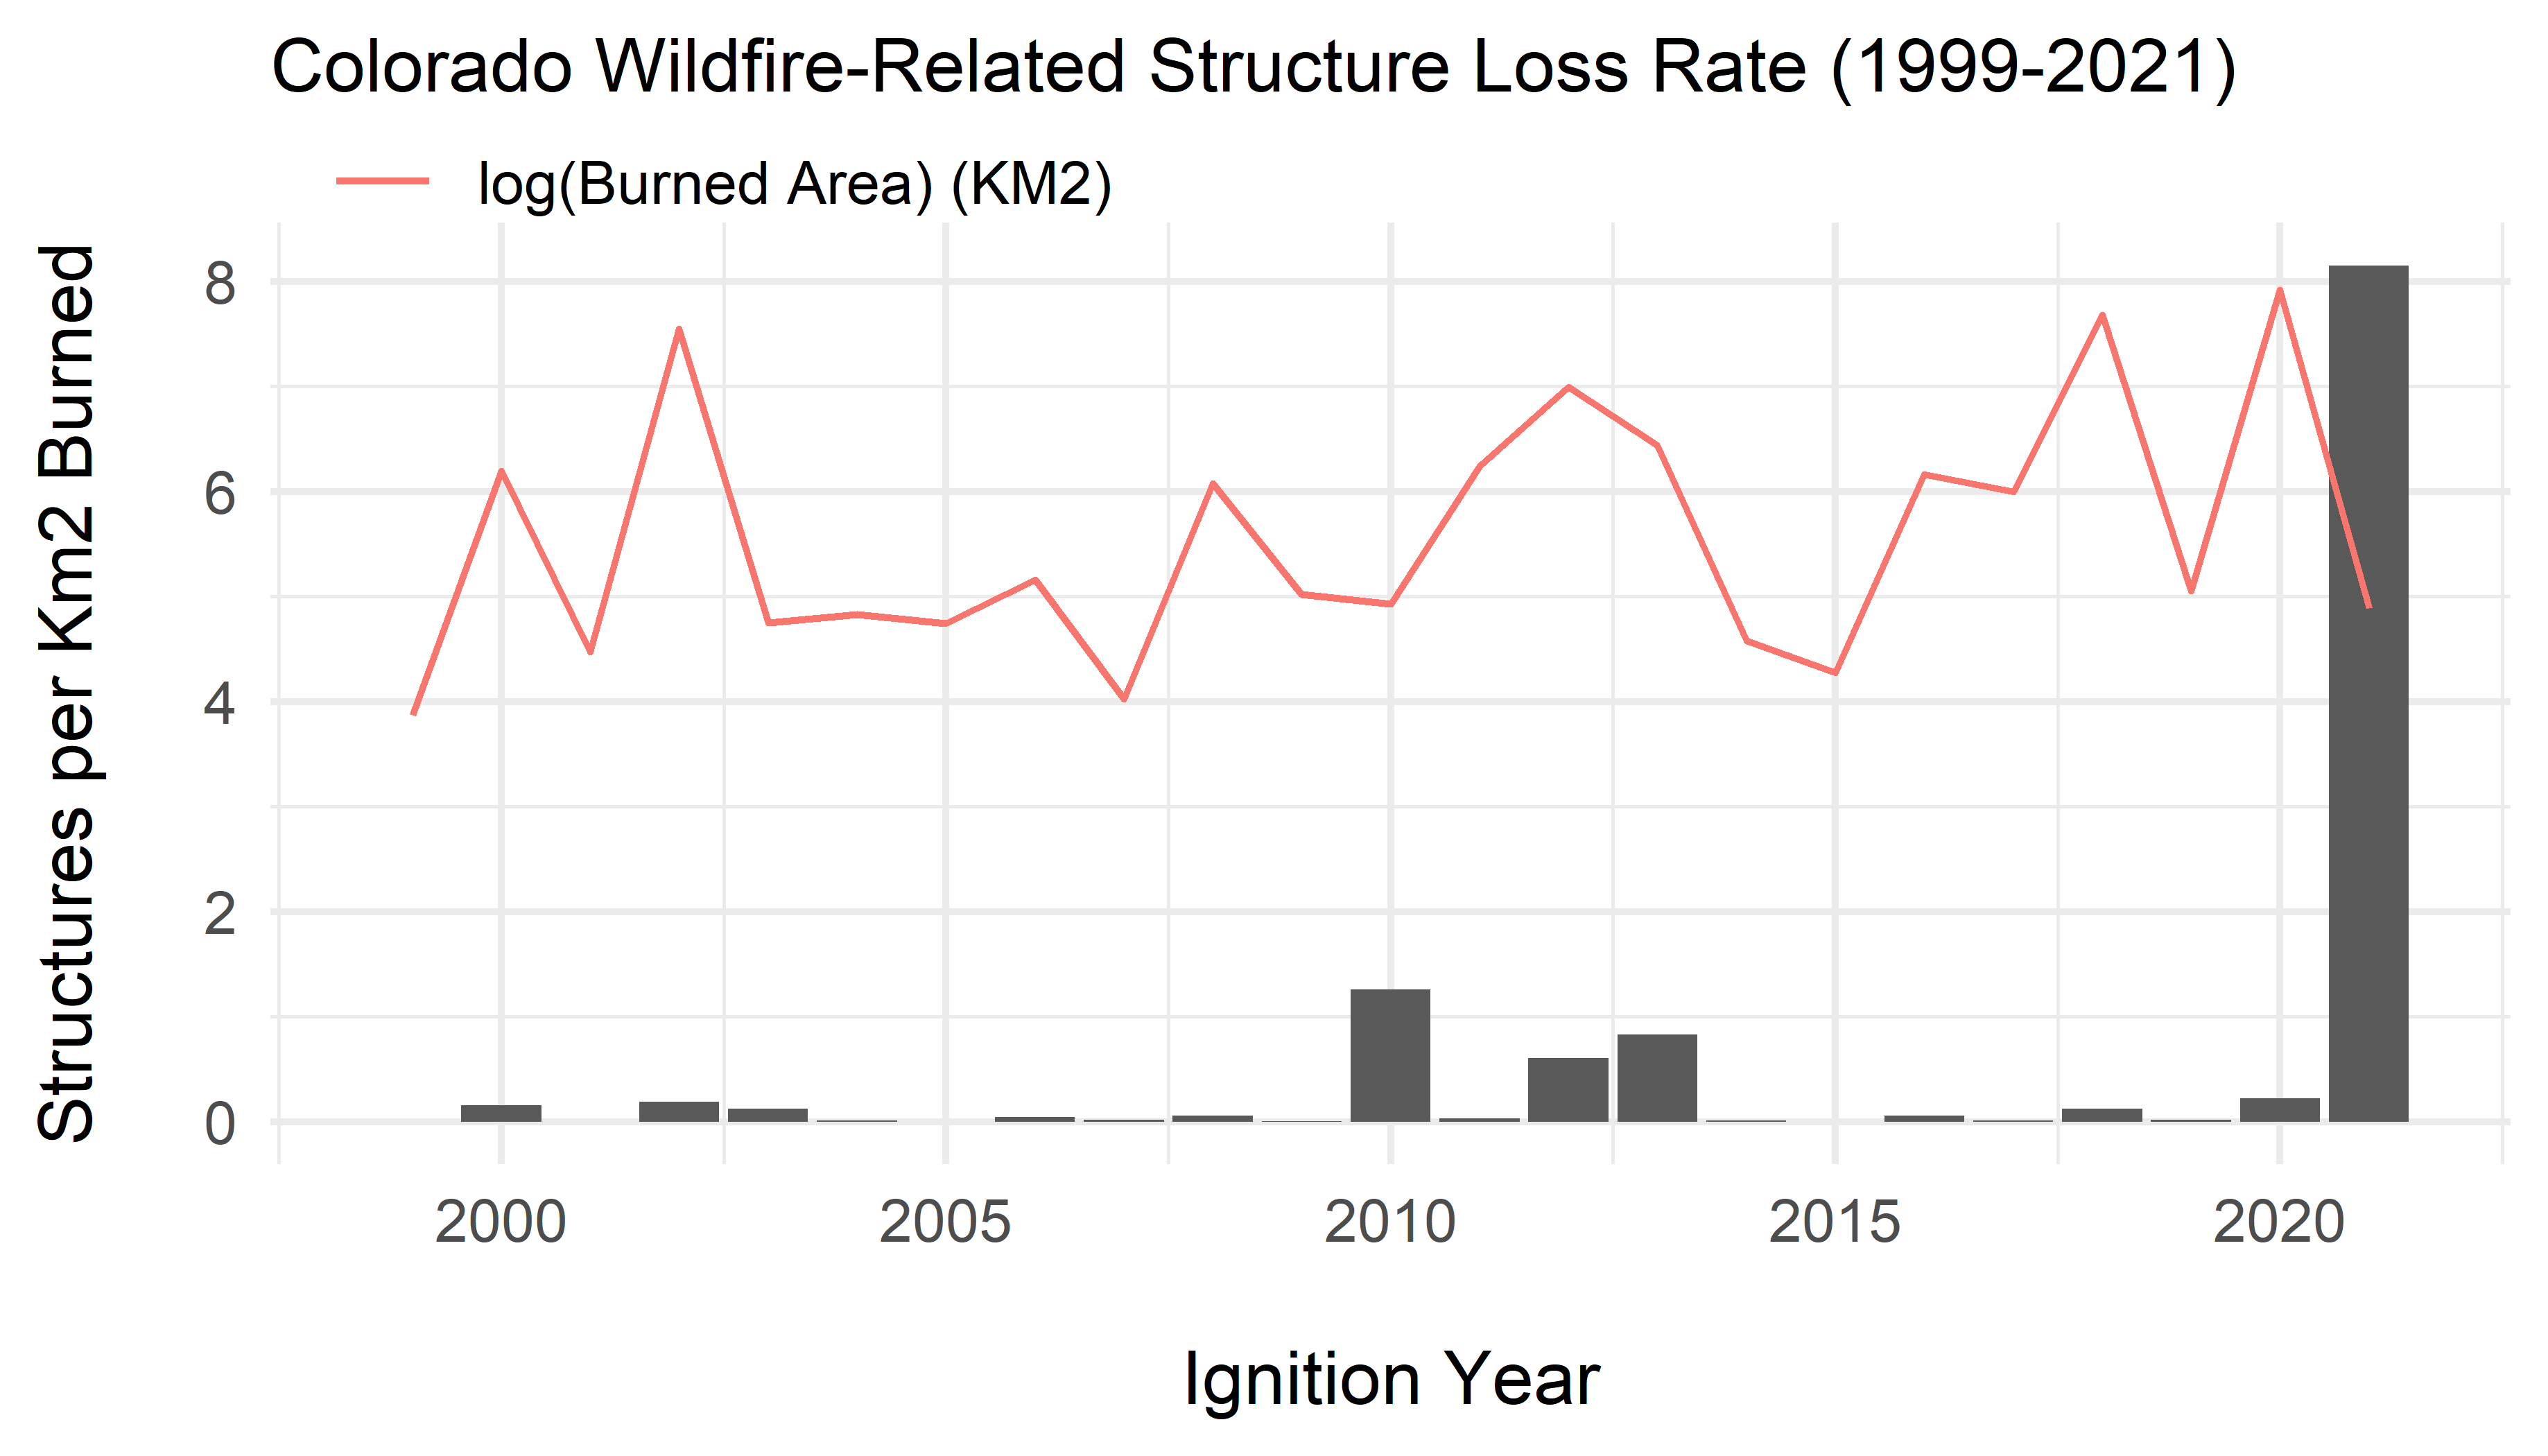 Colorado Wildfire-Related Structure Loss Rate (1999-2021)
log(Burned Area) (KM2)
Structures per Km2 Burned
8
6
4
2
0
2000 2005 2010 2015 2020
Ignition Year